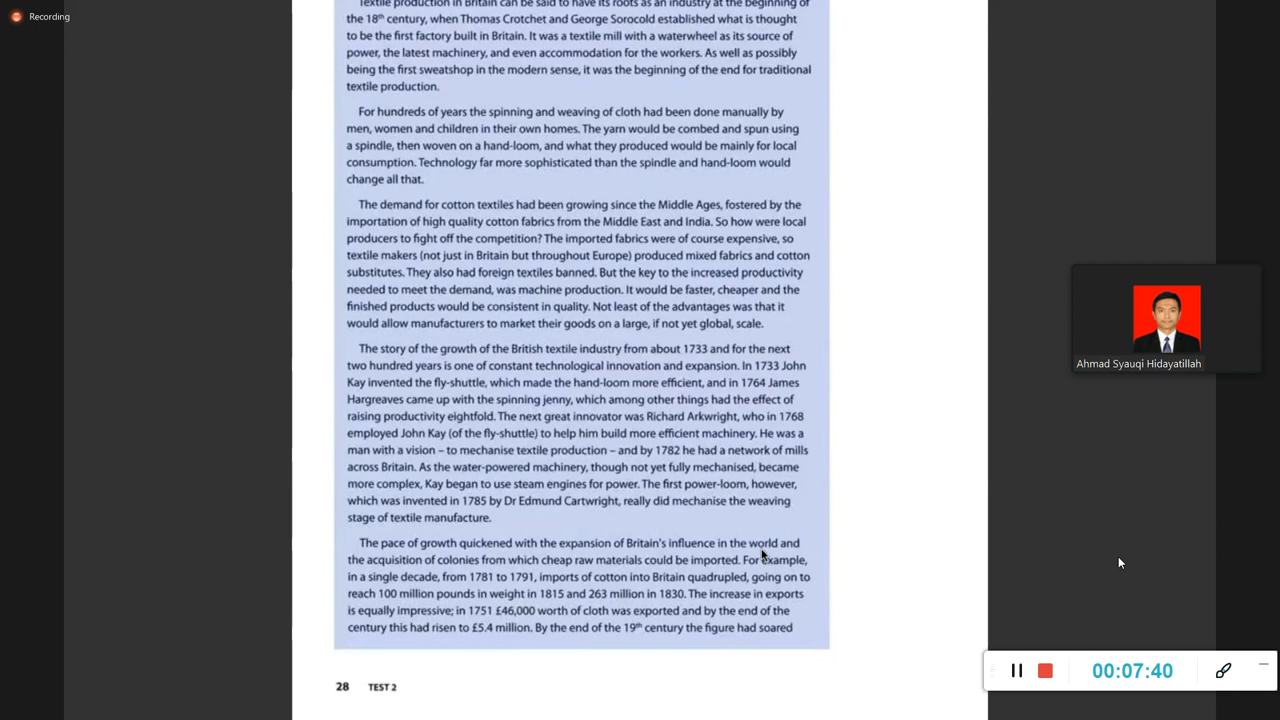 Recording
Textile production in Britain can be said to have its roots as an industry at the beginning of
the 18th century, when Thomas Crotchet and George Sorocold established what is thought
to be the first factory built in Britain. It was a textile mill with a waterwheel as its source of
power, the latest machinery, and even accommodation for the workers. As well as possibly
being the first sweatshop in the modern sense, it was the beginning of the end for traditional
textile production.
For hundreds of years the spinning and weaving of cloth had been done manually by
men, women and children in their own homes. The yarn would be combed and spun using
a spindle, then woven on a hand-loom, and what they produced would be mainly for local
consumption. Technology far more sophisticated than the spindle and hand-loom would
change all that.
The demand for cotton textiles had been growing since the Middle Ages, fostered by the
importation of high quality cotton fabrics from the Middle East and India. So how were local
producers to fight off the competition? The imported fabrics were of course expensive, so
textile makers (not just in Britain but throughout Europe) produced mixed fabrics and cotton
substitutes. They also had foreign textiles banned. But the key to the increased productivity
needed to meet the demand, was machine production. It would be faster, cheaper and the
finished products would be consistent in quality. Not least of the advantages was that it
would allow manufacturers to market their goods on a large, if not yet global, scale.
The story of the growth of the British textile industry from about 1733 and for the next
two hundred years is one of constant technological innovation and expansion. In 1733 John
Kay invented the fly-shuttle, which made the hand-loom more efficient, and in 1764 James
Hargreaves came up with the spinning jenny, which among other things had the effect of
raising productivity eightfold. The next great innovator was Richard Arkwright, who in 1768
employed John Kay (of the fly-shuttle) to help him build more efficient machinery. He was a
man with a vision – to mechanise textile production – and by 1782 he had a network of mills
across Britain. As the water-powered machinery, though not yet fully mechanised, became
more complex, Kay began to use steam engines for power. The first power-loom, however,
which was invented in 1785 by Dr Edmund Cartwright, really did mechanise the weaving
stage of textile manufacture.
The pace of growth quickened with the expansion of Britain's influence in the world and
the acquisition of colonies from which cheap raw materials could be imported. For example,
in a single decade, from 1781 to 1791, imports of cotton into Britain quadrupled, going on to
reach 100 million pounds in weight in 1815 and 263 million in 1830. The increase in exports
is equally impressive; in 1751 £46,000 worth of cloth was exported and by the end of the
century this had risen to £5.4 million. By the end of the 19th century the figure had soared
28 TEST 2
Ahmad Syauqi Hidayatillah
00:07:40